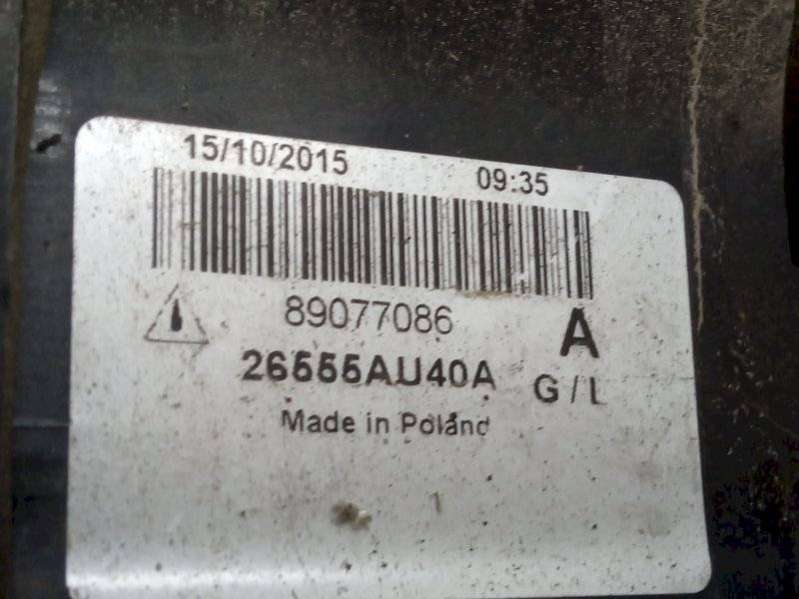 15/10/2015 09:35
89077086
A
26555AU40A
G / L
Made in Poland